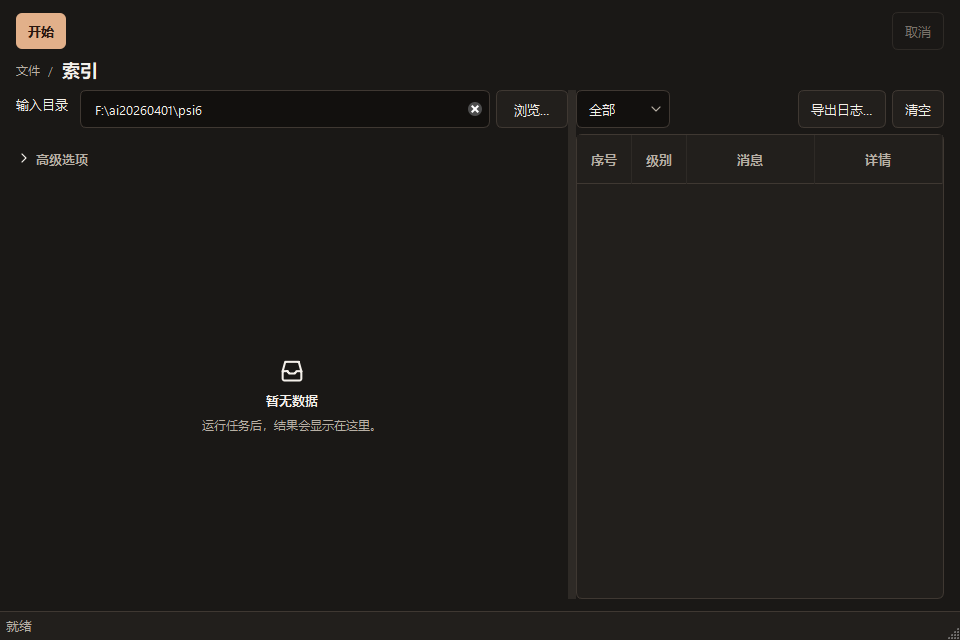 开始
取消
文件 / 索引
输入目录 F:\ai20260401\psi6 浏览... 全部 导出日志... 清空
高级选项
序号 级别 消息 详情
暂无数据
运行任务后，结果会显示在这里。
就绪